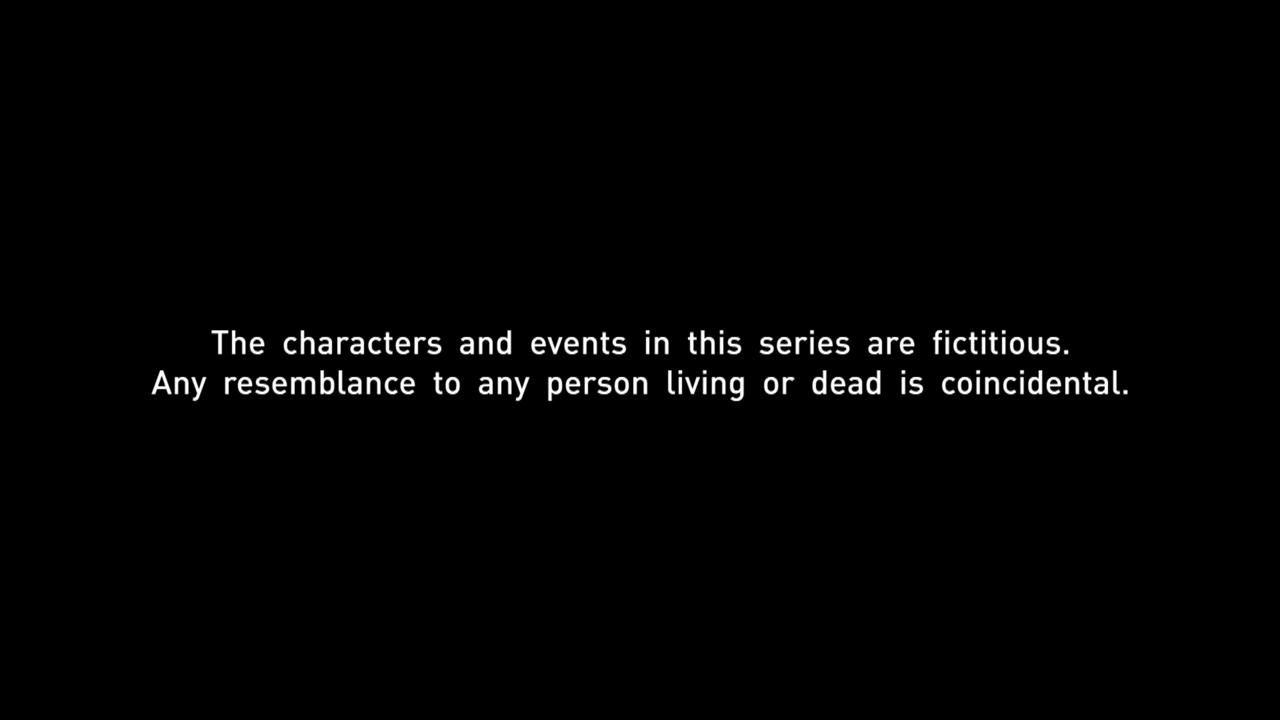 The characters and events in this series are fictitious.
Any resemblance to any person living or dead is coincidental.